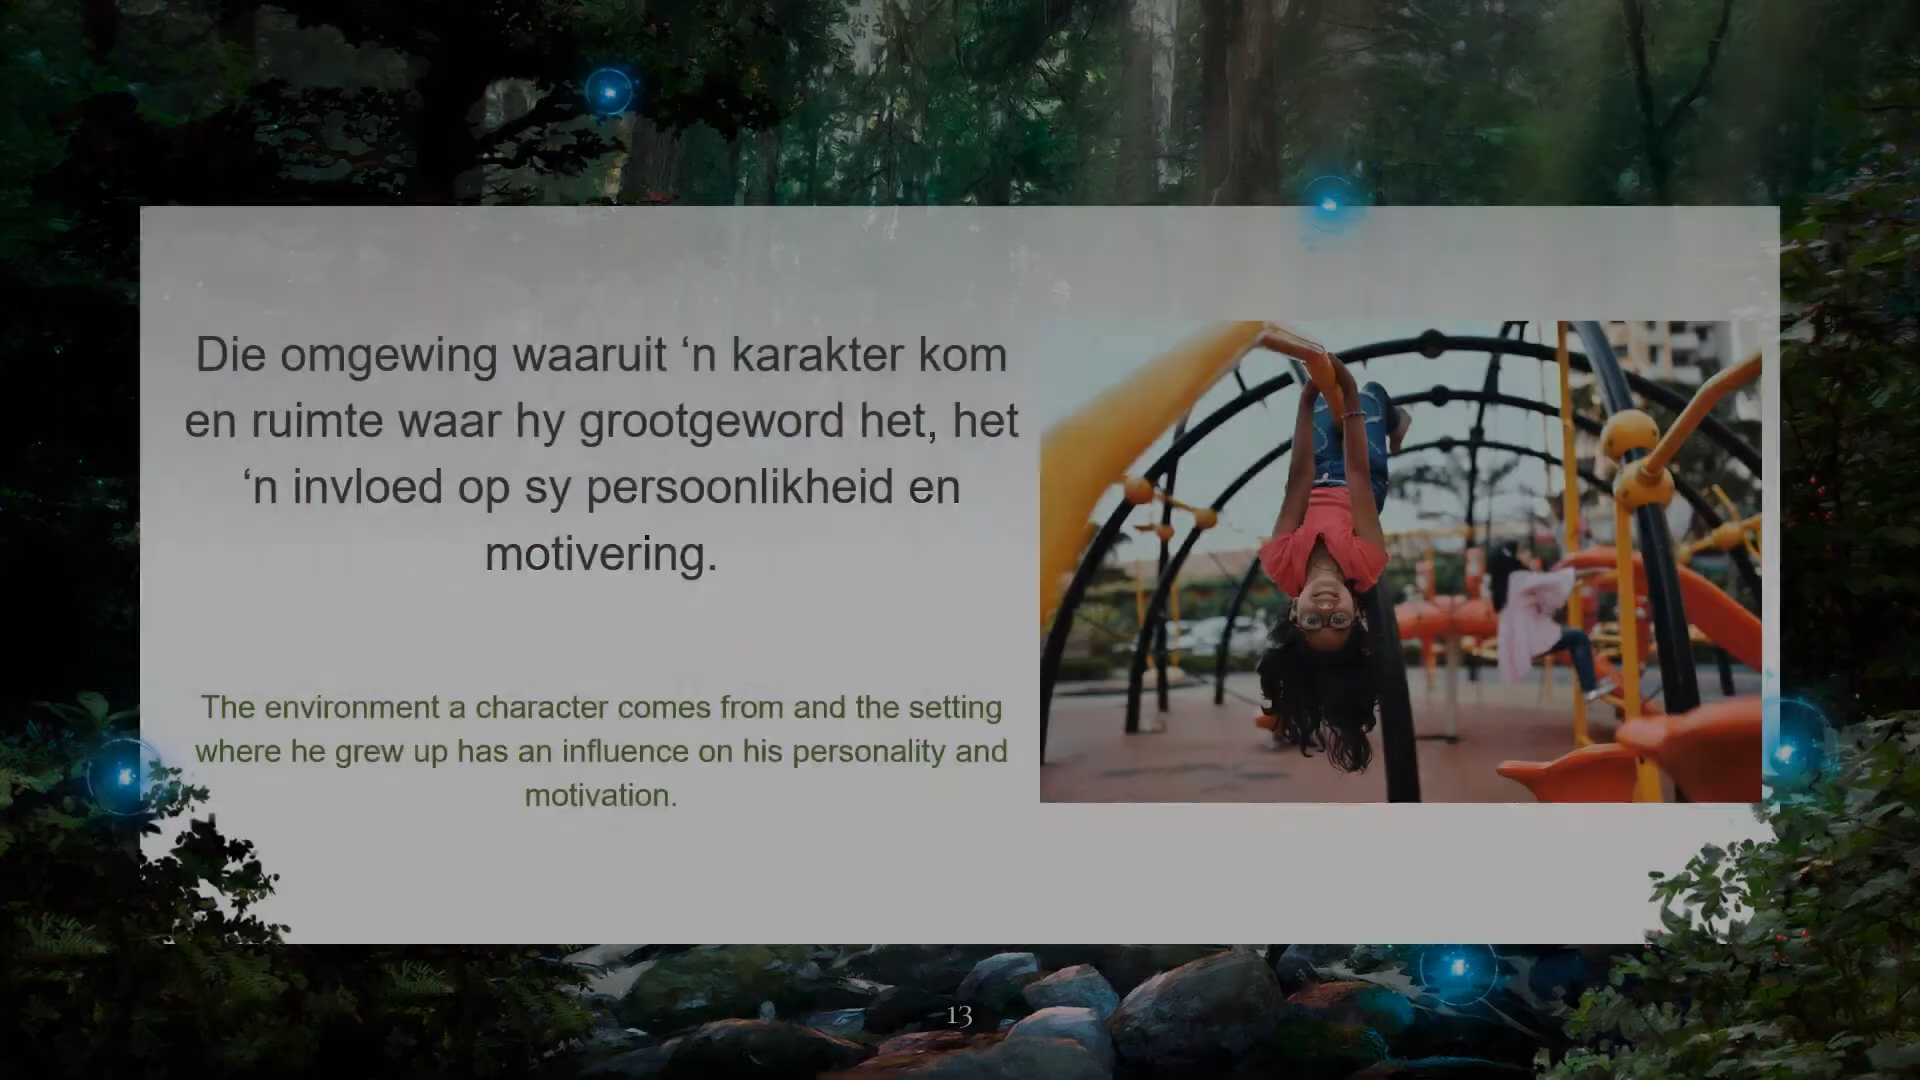 Die omgewing waaruit ‘n karakter kom
en ruimte waar hy grootgeword het, het
‘n invloed op sy persoonlikheid en
motivering.
The environment a character comes from and the setting
where he grew up has an influence on his personality and
motivation.
13